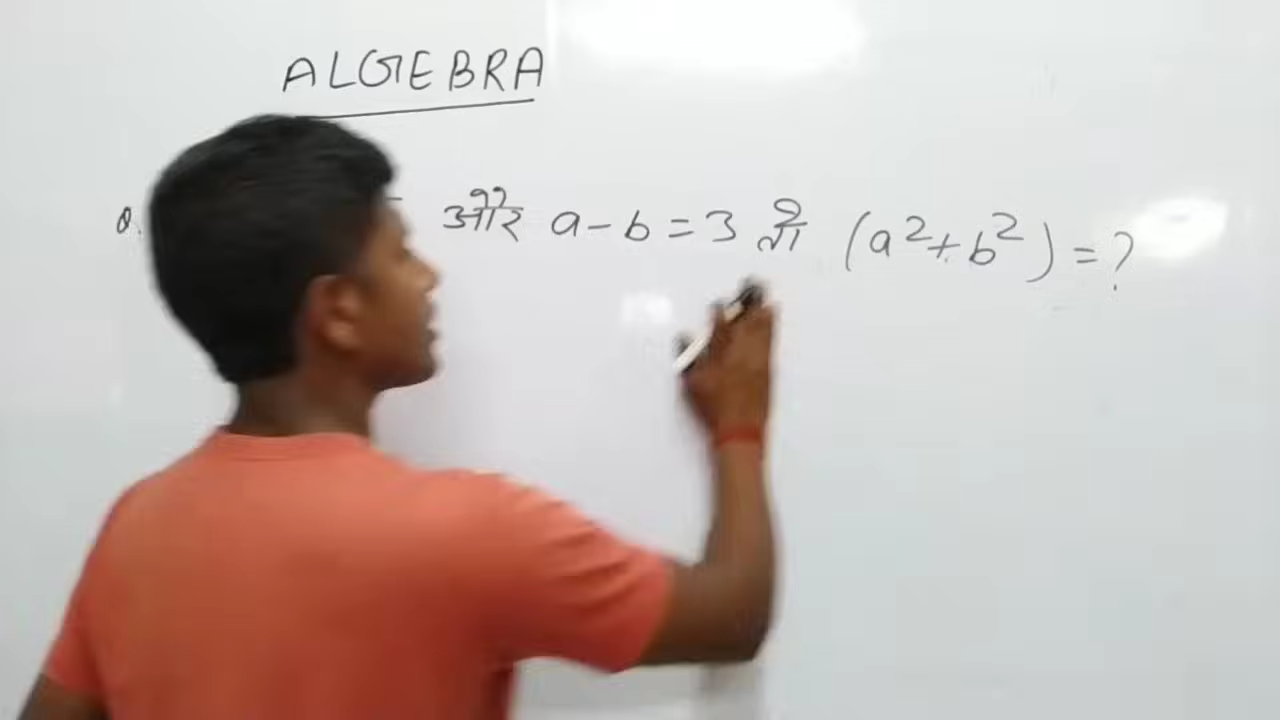 ALGEBRA
Q. और a - b = 3 तो (a² + b²) = ?